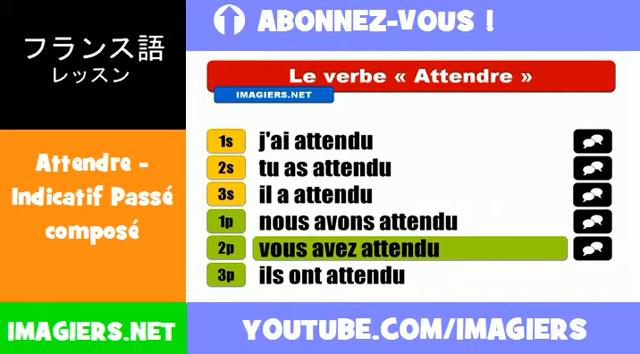 フランス語
レッスン
Attendre -
Indicatif Passé
composé
IMAGIERS.NET
ABONNEZ-VOUS !
Le verbe « Attendre »
IMAGIERS.NET
1s j'ai attendu
2s tu as attendu
3s il a attendu
1p nous avons attendu
2p vous avez attendu
3p ils ont attendu
YOUTUBE.COM/IMAGIERS